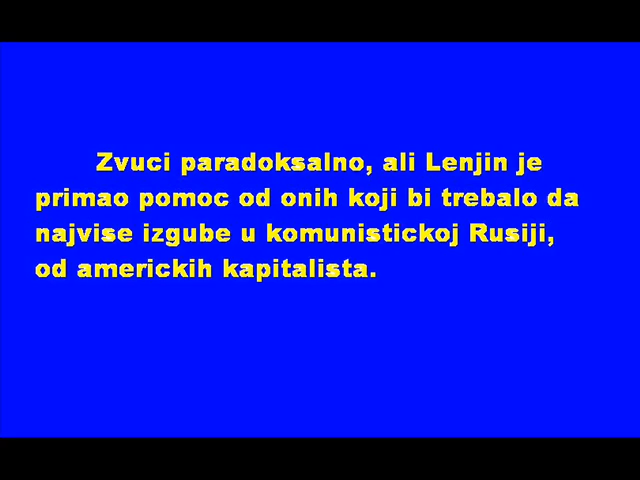 Zvuci paradoksalno, ali Lenjin je
primao pomoc od onih koji bi trebalo da
najvise izgube u komunistickoj Rusiji,
od americkih kapitalista.